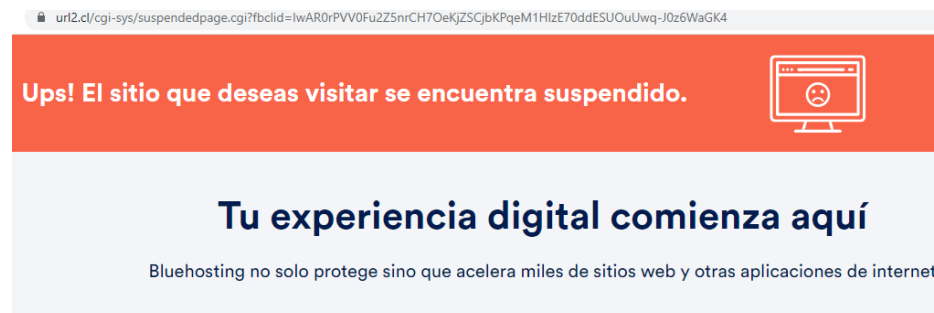 url2.cl/cgi-sys/suspendedpage.cgi?fbclid=IwAR0rPVV0Fu2Z5nrCH7OeKjZSCjbKPqeM1HIzE70ddESUOuUwq-J0z6WaGK4
Ups! El sitio que deseas visitar se encuentra suspendido.
Tu experiencia digital comienza aquí
Bluehosting no solo protege sino que acelera miles de sitios web y otras aplicaciones de internet